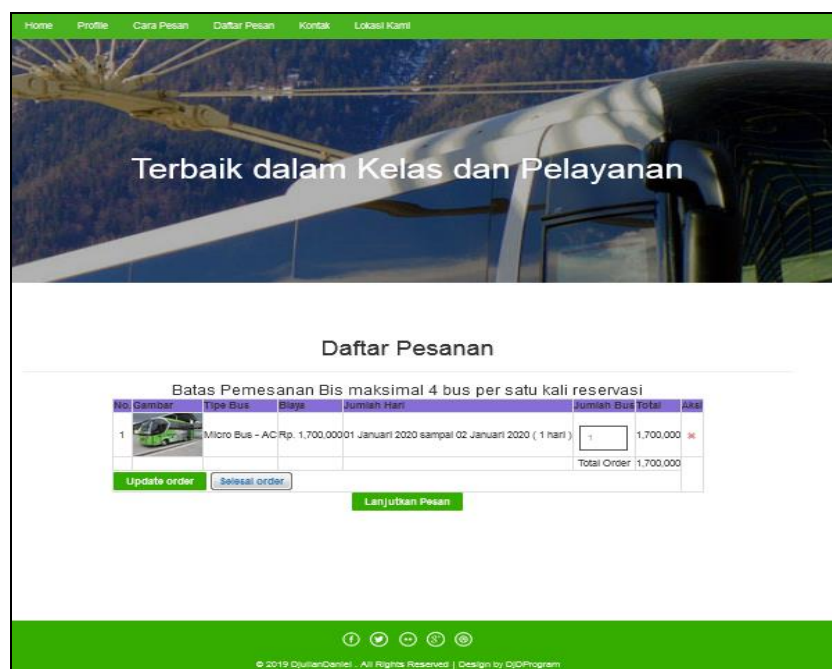 Home Profile Cara Pesan Daftar Pesan Kontak Lokasi Kami
Terbaik dalam Kelas dan Pelayanan
Daftar Pesanan
Batas Pemesanan Bis maksimal 4 bus per satu kali reservasi
No. Gambar Tipe Bus Biaya Jumlah Hari Jumlah Bus Total Aksi
1 Micro Bus - AC Rp. 1,700,000 01 Januari 2020 sampai 02 Januari 2020 ( 1 hari ) 1 1,700,000
Total Order 1,700,000
Update order Selesai order
Lanjutkan Pesan
© 2019 DjulianDaniel . All Rights Reserved | Design by DjDProgram